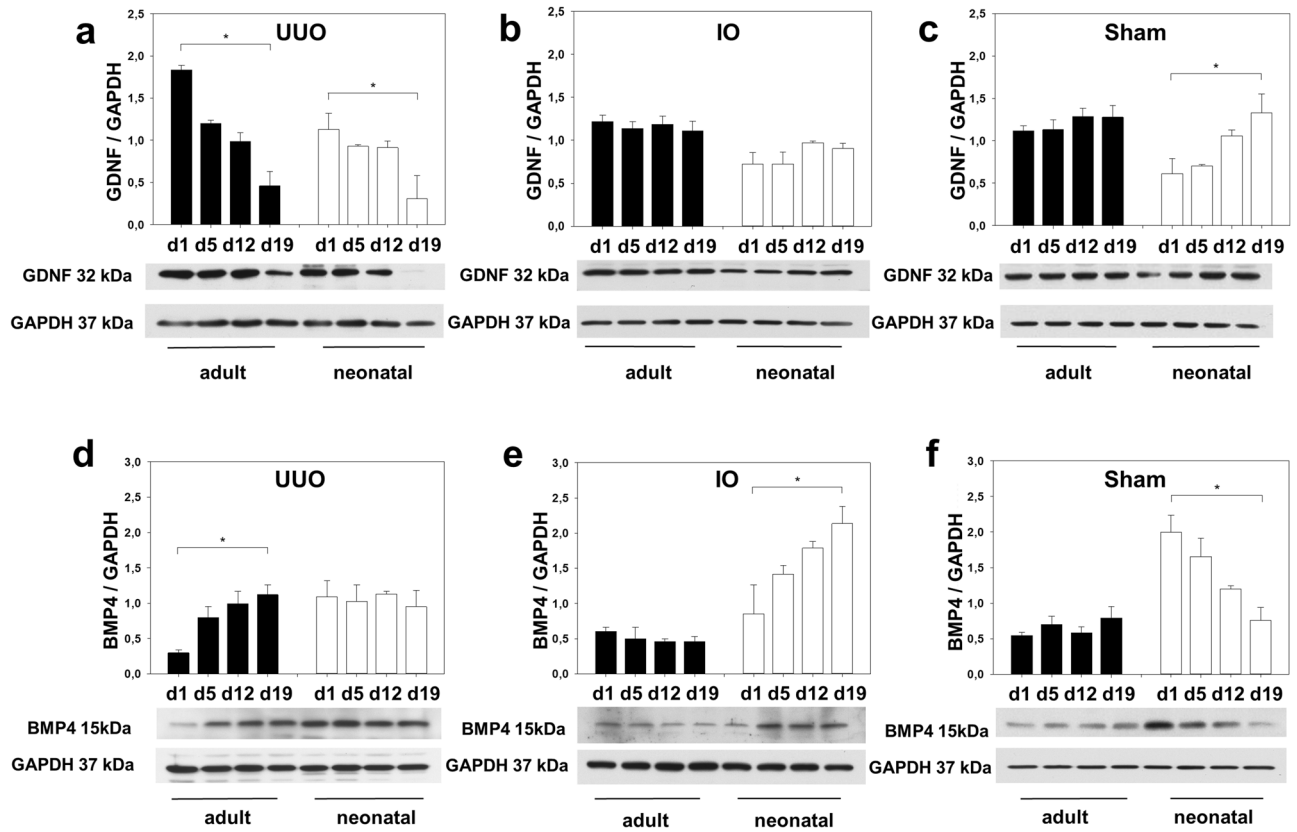 a
UUO
*
*
GDNF / GAPDH
2,5
2,0
1,5
1,0
0,5
0,0
d1 d5 d12 d19 d1 d5 d12 d19
GDNF 32 kDa
GAPDH 37 kDa
adult neonatal
b
IO
GDNF / GAPDH
2,5
2,0
1,5
1,0
0,5
0,0
d1 d5 d12 d19 d1 d5 d12 d19
GDNF 32 kDa
GAPDH 37 kDa
adult neonatal
c
Sham
*
GDNF / GAPDH
2,5
2,0
1,5
1,0
0,5
0,0
d1 d5 d12 d19 d1 d5 d12 d19
GDNF 32 kDa
GAPDH 37 kDa
adult neonatal
d
UUO
*
BMP4 / GAPDH
3,0
2,5
2,0
1,5
1,0
0,5
0,0
d1 d5 d12 d19 d1 d5 d12 d19
BMP4 15kDa
GAPDH 37 kDa
adult neonatal
e
IO
*
BMP4 / GAPDH
3,0
2,5
2,0
1,5
1,0
0,5
0,0
d1 d5 d12 d19 d1 d5 d12 d19
BMP4 15kDa
GAPDH 37 kDa
adult neonatal
f
Sham
*
BMP4 / GAPDH
3,0
2,5
2,0
1,5
1,0
0,5
0,0
d1 d5 d12 d19 d1 d5 d12 d19
BMP4 15kDa
GAPDH 37 kDa
adult neonatal